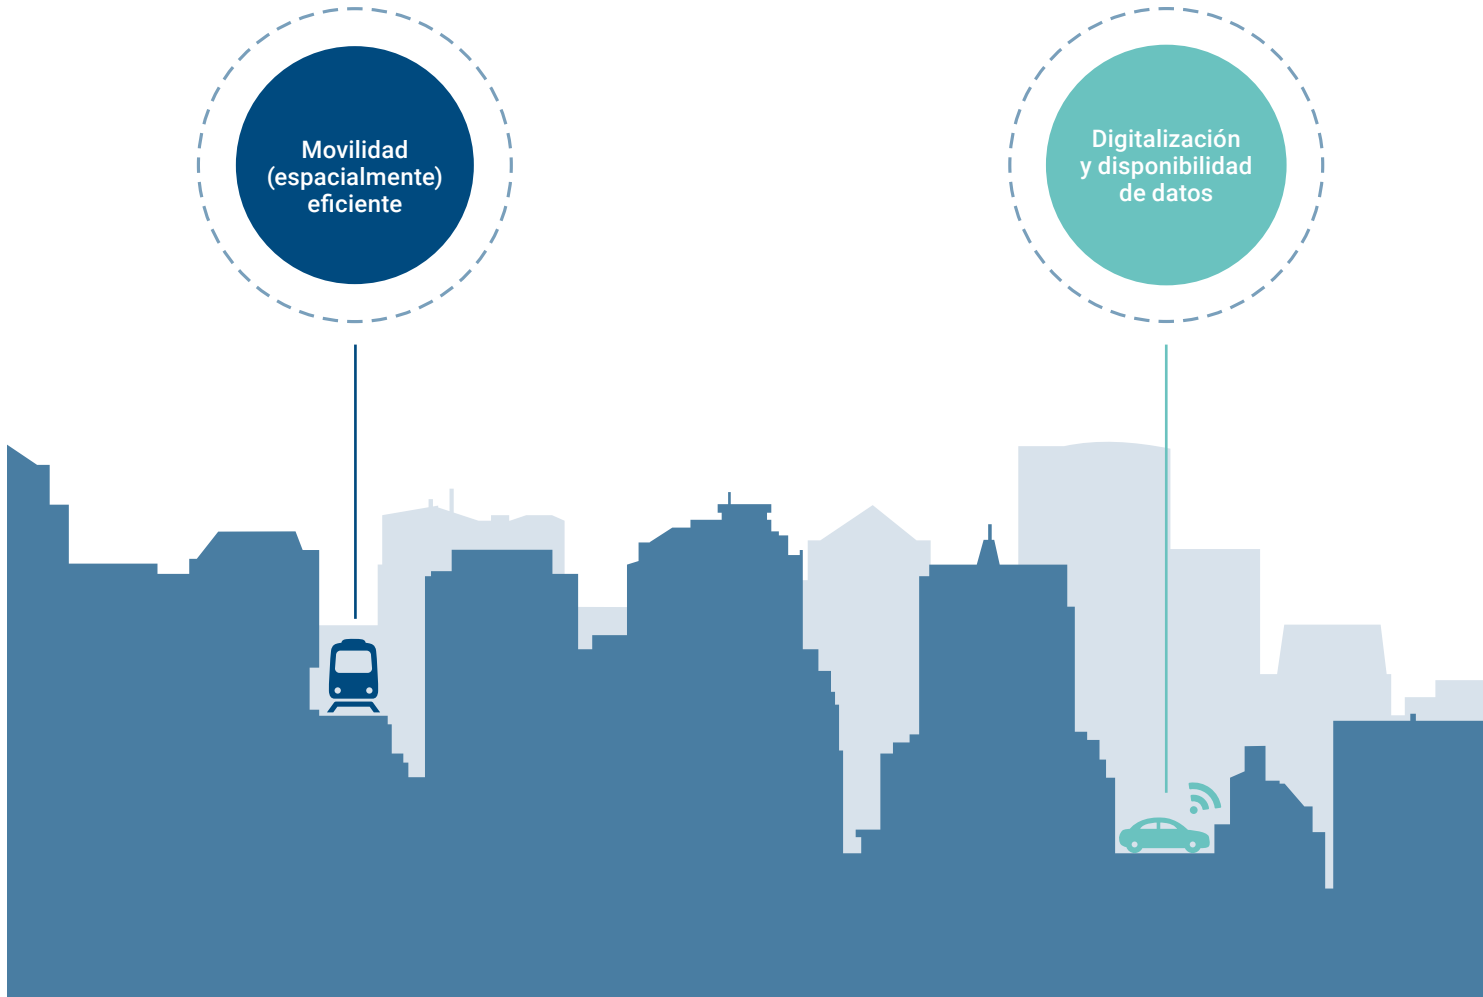 Movilidad
(espacialmente)
eficiente
Digitalización
y disponibilidad
de datos